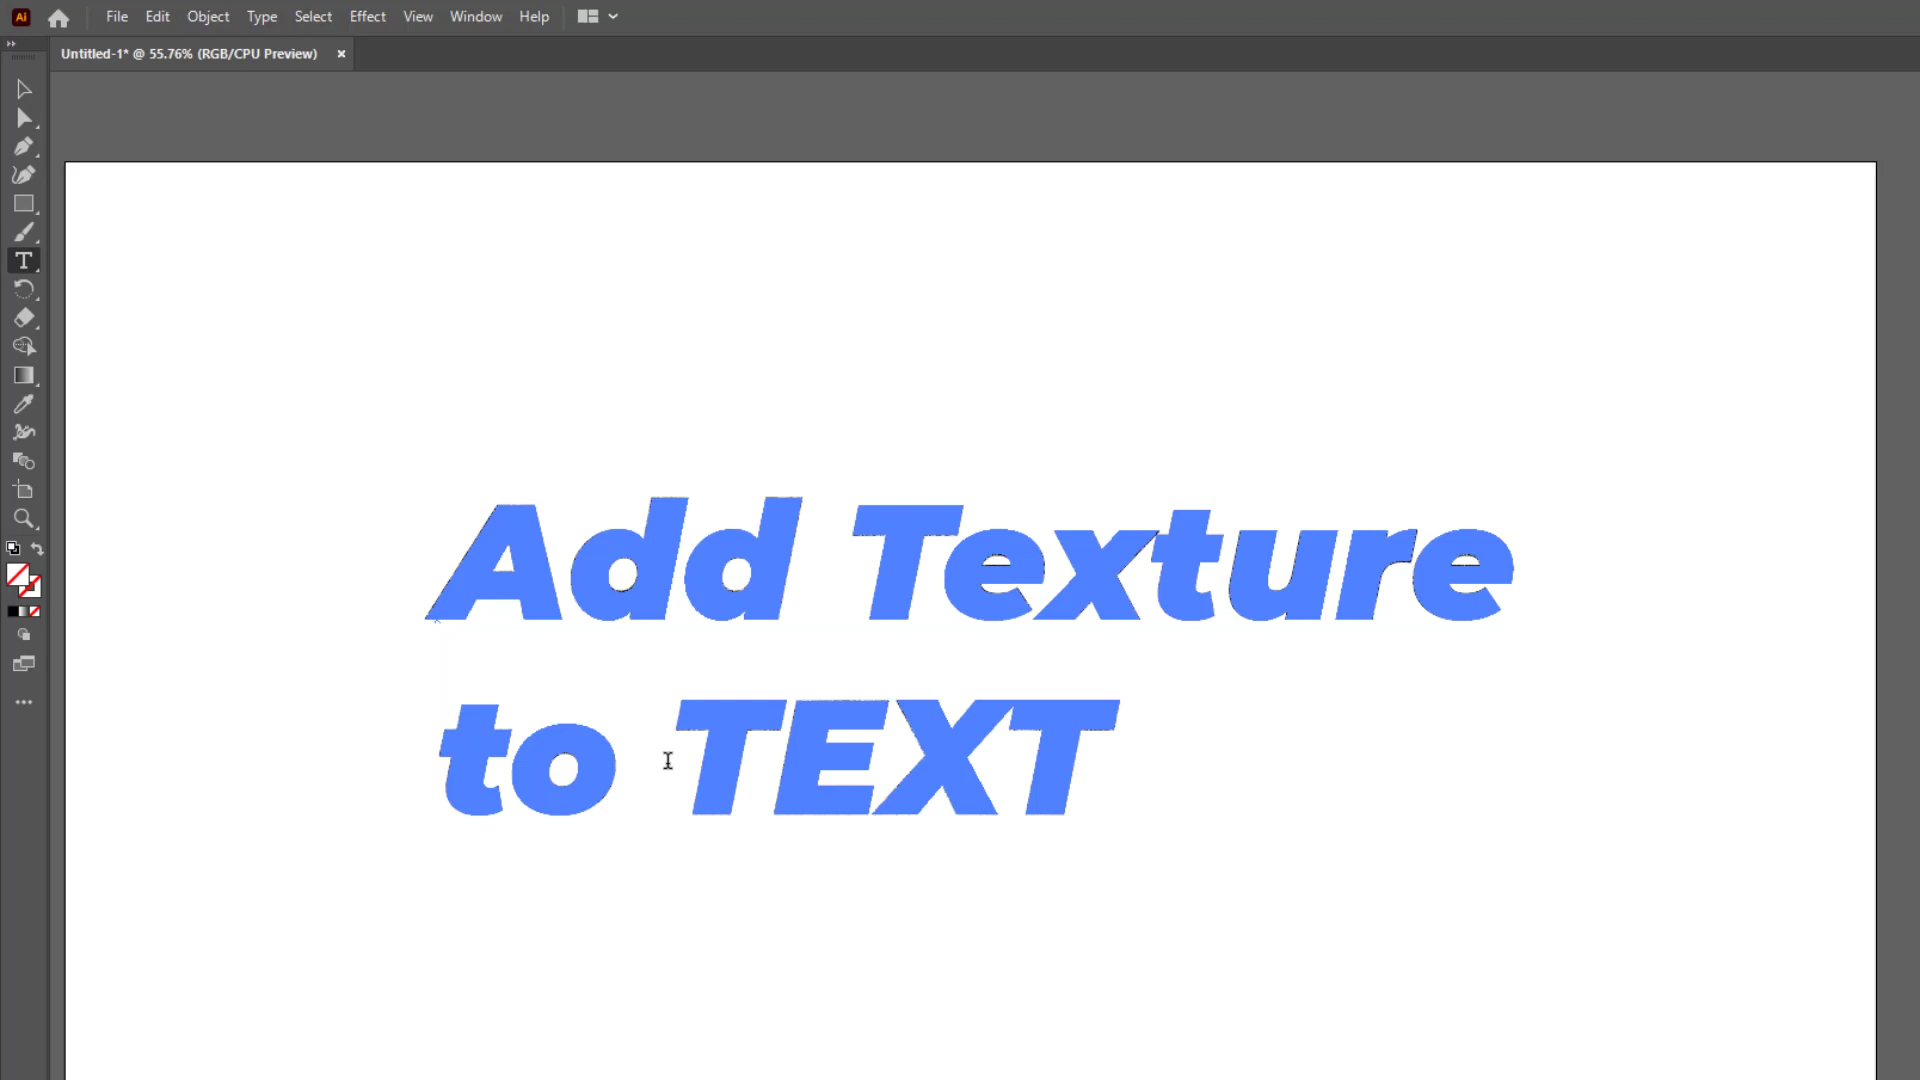 Ai File Edit Object Type Select Effect View Window Help
Untitled-1* @ 55.76% (RGB/CPU Preview) ×
T
Add Texture
to TEXT